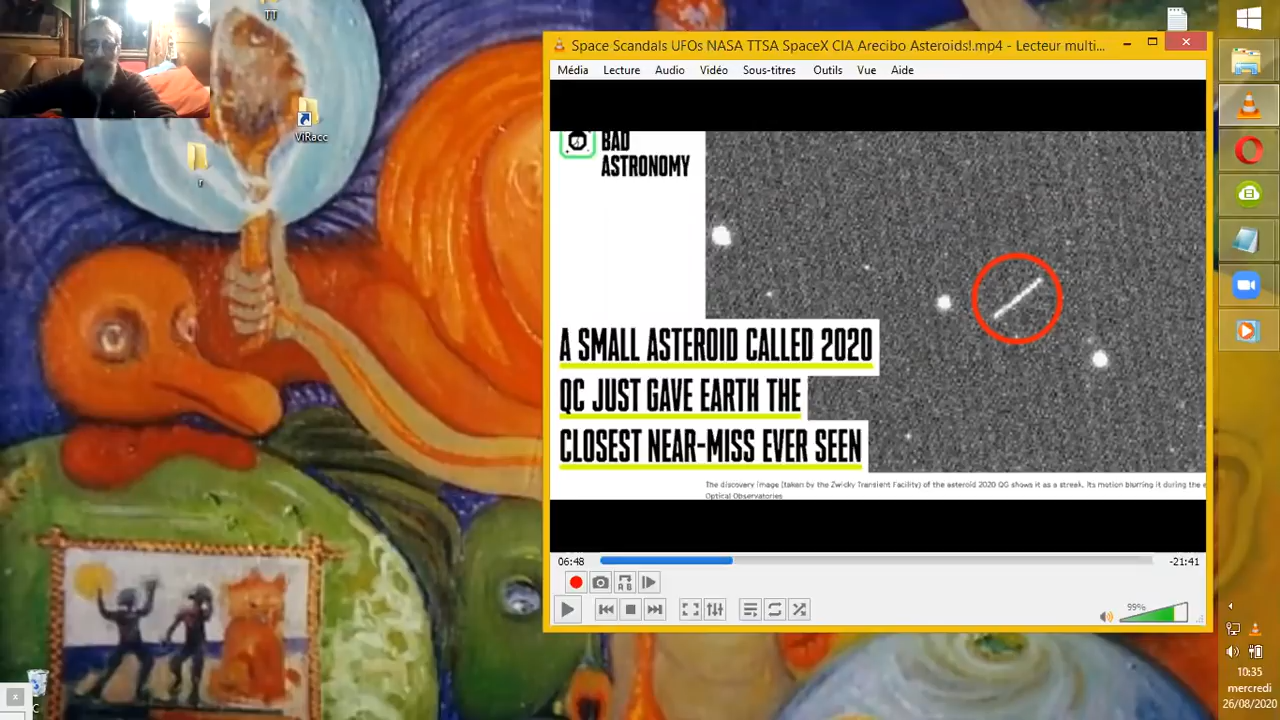 TT
ViRacc
r
Space Scandals UFOs NASA TTSA SpaceX CIA Arecibo Asteroids!.mp4 - Lecteur multi...
Média Lecture Audio Vidéo Sous-titres Outils Vue Aide
BAD
ASTRONOMY
A SMALL ASTEROID CALLED 2020
QC JUST GAVE EARTH THE
CLOSEST NEAR-MISS EVER SEEN
The discovery image (taken by the Zwicky Transient Facility) of the asteroid 2020 QG shows it as a streak, its motion blurring it during the e
Optical Observatories
06:48
-21:41
99%
10:35
mercredi
26/08/2020
x
C